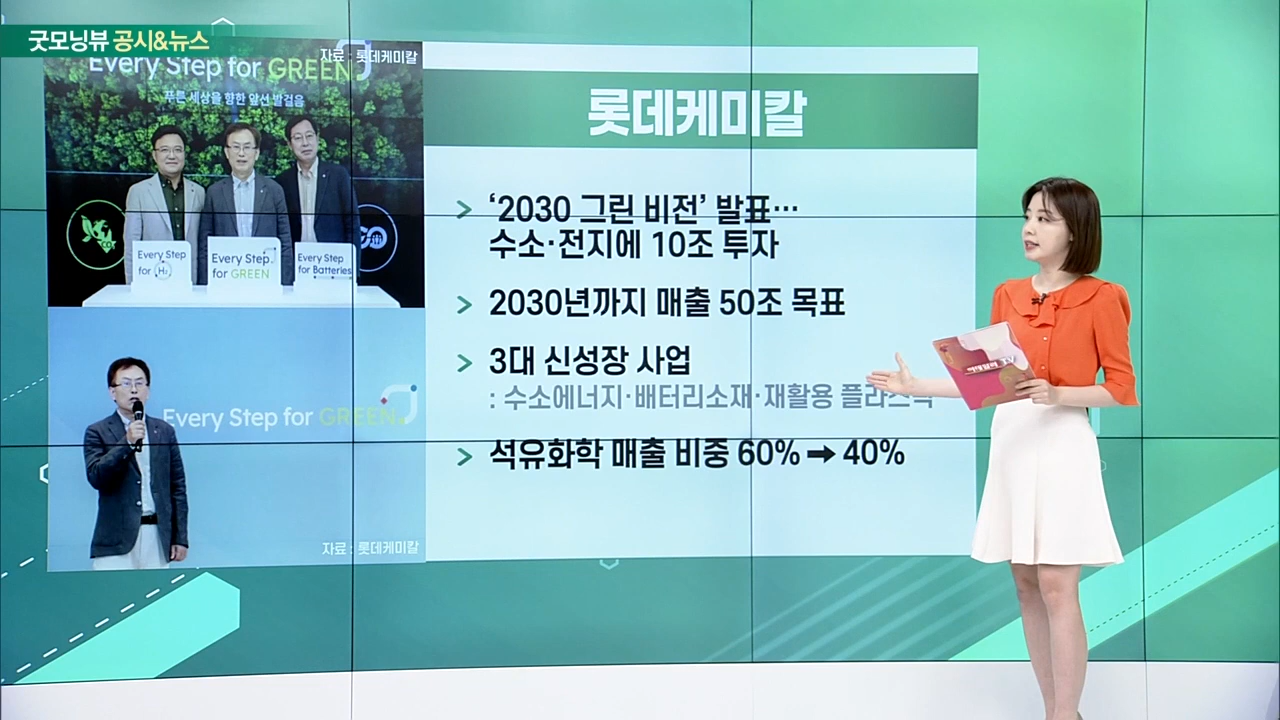 굿모닝뷰 공시&뉴스
자료 : 롯데케미칼
Every Step for GREEN
푸른 세상을 향한 앞선 발걸음
Every Step
for H₂
Every Step
for GREEN
Every Step
for Batteries
Every Step for GREEN
자료 : 롯데케미칼
롯데케미칼
‘2030 그린 비전’ 발표…
수소·전지에 10조 투자
2030년까지 매출 50조 목표
3대 신성장 사업
: 수소에너지·배터리소재·재활용 플라스틱
석유화학 매출 비중 60% ➡ 40%
이데일리 TV